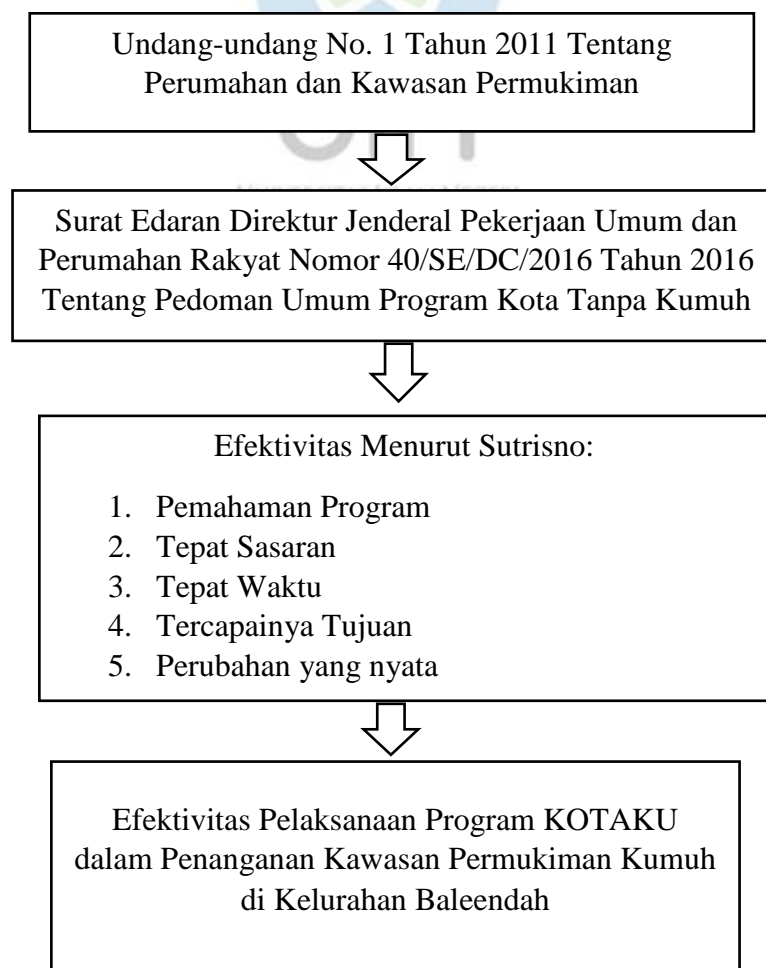 Undang-undang No. 1 Tahun 2011 Tentang
Perumahan dan Kawasan Permukiman
Surat Edaran Direktur Jenderal Pekerjaan Umum dan
Perumahan Rakyat Nomor 40/SE/DC/2016 Tahun 2016
Tentang Pedoman Umum Program Kota Tanpa Kumuh
Efektivitas Menurut Sutrisno:
1. Pemahaman Program
2. Tepat Sasaran
3. Tepat Waktu
4. Tercapainya Tujuan
5. Perubahan yang nyata
Efektivitas Pelaksanaan Program KOTAKU
dalam Penanganan Kawasan Permukiman Kumuh
di Kelurahan Baleendah